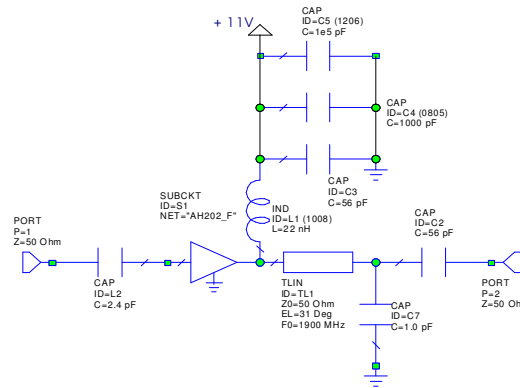 CAP
ID=C5 (1206)
C=1e5 pF
+ 11V
CAP
ID=C4 (0805)
C=1000 pF
CAP
ID=C3
C=56 pF
SUBCKT
ID=S1
NET="AH202_F"
IND
ID=L1 (1008)
L=22 nH
PORT
P=1
Z=50 Ohm
CAP
ID=L2
C=2.4 pF
TLIN
ID=TL1
Z0=50 Ohm
EL=31 Deg
F0=1900 MHz
CAP
ID=C2
C=56 pF
CAP
ID=C7
C=1.0 pF
PORT
P=2
Z=50 Oh